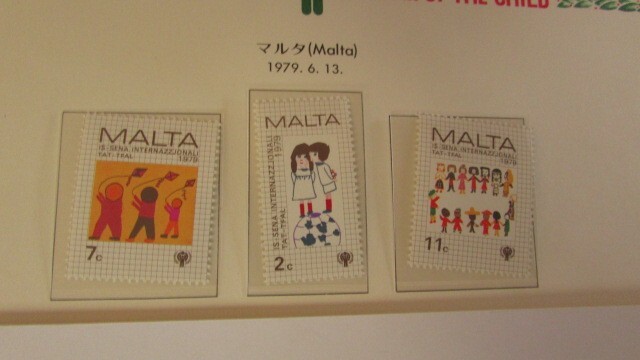 OF THE CHILD
マルタ(Malta)
1979. 6. 13.
MALTA
IS-SENA INTERNAZZJONALI
TAT-TFAL 1979
7c
MALTA
IS-SENA INTERNAZZJONALI 1979
TAT-TFAL
2c
MALTA
IS-SENA INTERNAZZJONALI
TAT-TFAL 1979
11c